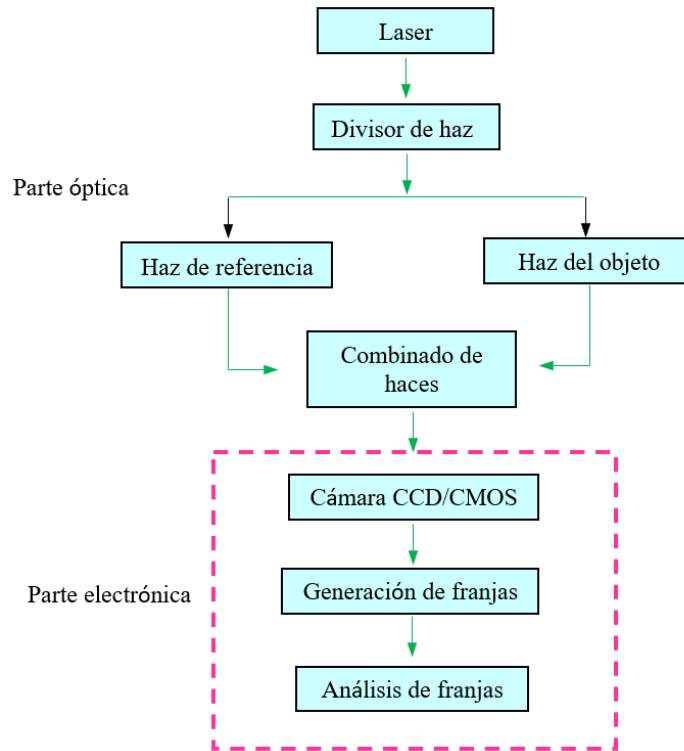 Laser
Divisor de haz
Parte óptica
Haz de referencia
Haz del objeto
Combinado de
haces
Cámara CCD/CMOS
Parte electrónica
Generación de franjas
Análisis de franjas